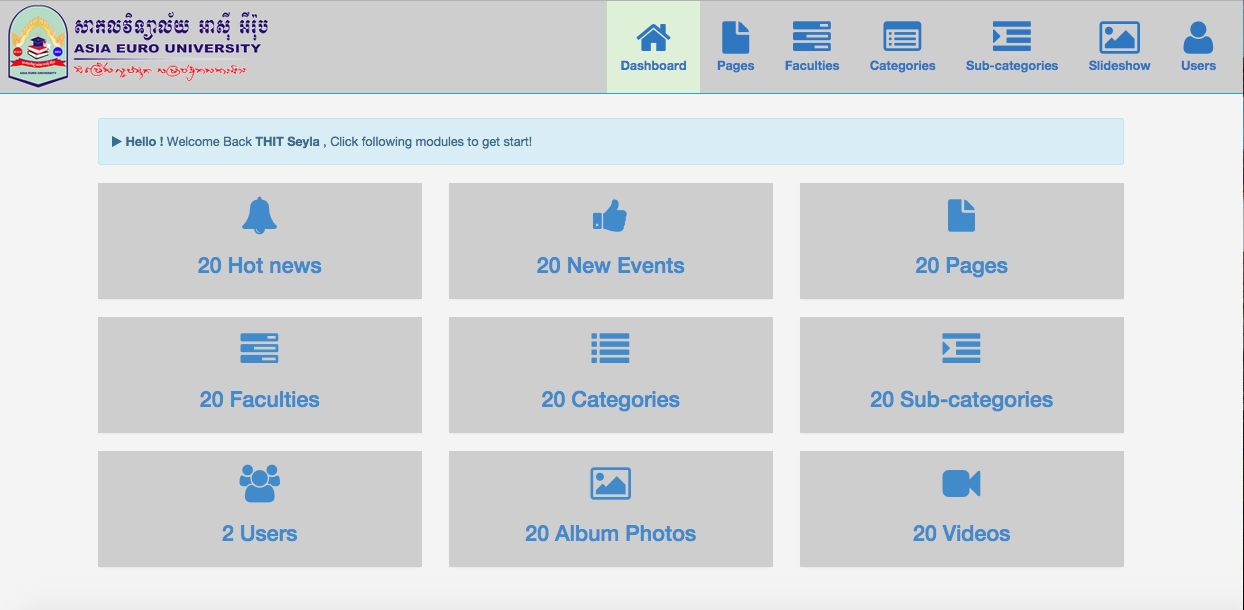 សាកលវិទ្យាល័យ អាស៊ី អឺរ៉ុប
ASIA EURO UNIVERSITY
Dashboard
Pages
Faculties
Categories
Sub-categories
Slideshow
Users
Hello ! Welcome Back THIT Seyla , Click following modules to get start!
20 Hot news
20 New Events
20 Pages
20 Faculties
20 Categories
20 Sub-categories
2 Users
20 Album Photos
20 Videos